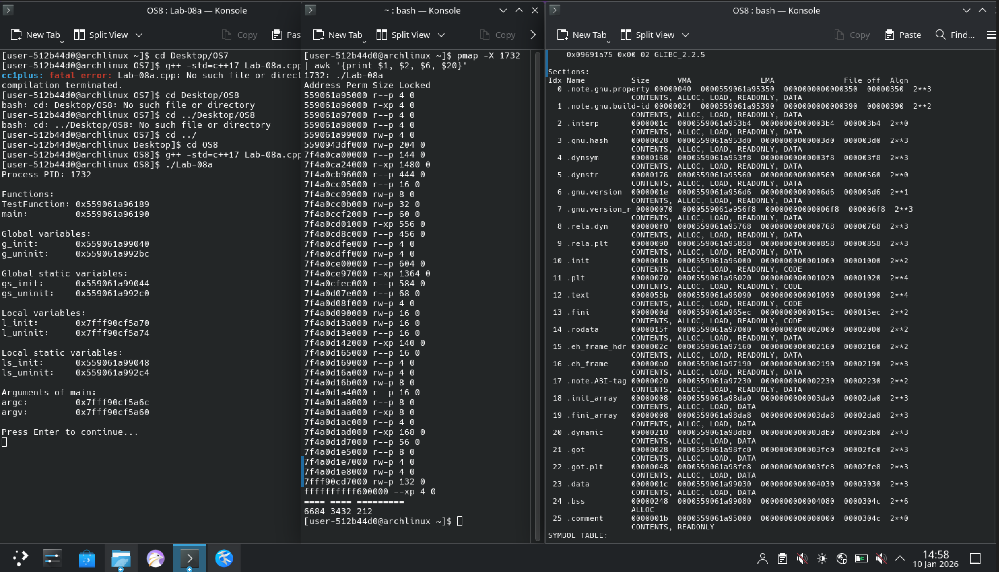 OS8 : Lab-08a — Konsole
New Tab
Split View
Copy
Pas
[user-512b44d0@archlinux ~]$ cd Desktop/OS7
[user-512b44d0@archlinux OS7]$ g++ -std=c++17 Lab-08a.cpp
cc1plus: fatal error: Lab-08a.cpp: No such file or direct
compilation terminated.
[user-512b44d0@archlinux OS7]$ cd Desktop/OS8
bash: cd: Desktop/OS8: No such file or directory
[user-512b44d0@archlinux OS7]$ cd ../Desktop/OS8
bash: cd: ../Desktop/OS8: No such file or directory
[user-512b44d0@archlinux OS7]$ cd ../
[user-512b44d0@archlinux Desktop]$ cd OS8
[user-512b44d0@archlinux OS8]$ g++ -std=c++17 Lab-08a.cpp
[user-512b44d0@archlinux OS8]$ ./Lab-08a
Process PID: 1732
Functions:
TestFunction: 0x559061a96189
main: 0x559061a96190
Global variables:
g_init: 0x559061a99040
g_uninit: 0x559061a992bc
Global static variables:
gs_init: 0x559061a99044
gs_uninit: 0x559061a992c0
Local variables:
l_init: 0x7fff90cf5a70
l_uninit: 0x7fff90cf5a74
Local static variables:
ls_init: 0x559061a99048
ls_uninit: 0x559061a992c4
Arguments of main:
argc: 0x7fff90cf5a6c
argv: 0x7fff90cf5a60
Press Enter to continue...
~ : bash — Konsole
New Tab
Split View
Copy
[user-512b44d0@archlinux ~]$ pmap -X 1732
| awk '{print $1, $2, $6, $20}'
1732: ./Lab-08a
Address Perm Size Locked
559061a95000 r--p 4 0
559061a96000 r-xp 4 0
559061a97000 r--p 4 0
559061a98000 r--p 4 0
559061a99000 rw-p 4 0
5590943df000 rw-p 204 0
7f4a0ca00000 r--p 144 0
7f4a0ca24000 r-xp 1480 0
7f4a0cb96000 r--p 444 0
7f4a0cc05000 r--p 16 0
7f4a0cc09000 rw-p 8 0
7f4a0cc0b000 rw-p 32 0
7f4a0ccf2000 r--p 60 0
7f4a0cd01000 r-xp 556 0
7f4a0cd8c000 r--p 456 0
7f4a0cdfe000 r--p 4 0
7f4a0cdff000 rw-p 4 0
7f4a0ce00000 r--p 604 0
7f4a0ce97000 r-xp 1364 0
7f4a0cfec000 r--p 584 0
7f4a0d07e000 r--p 68 0
7f4a0d08f000 rw-p 4 0
7f4a0d090000 rw-p 16 0
7f4a0d13a000 rw-p 16 0
7f4a0d13e000 r--p 16 0
7f4a0d142000 r-xp 140 0
7f4a0d165000 r--p 16 0
7f4a0d169000 r--p 4 0
7f4a0d16a000 rw-p 4 0
7f4a0d16b000 rw-p 8 0
7f4a0d1a4000 r--p 16 0
7f4a0d1a8000 r--p 8 0
7f4a0d1aa000 r-xp 8 0
7f4a0d1ac000 r--p 4 0
7f4a0d1ad000 r-xp 168 0
7f4a0d1d7000 r--p 56 0
7f4a0d1e5000 r--p 8 0
7f4a0d1e7000 rw-p 4 0
7f4a0d1e8000 rw-p 4 0
7fff90cd7000 rw-p 132 0
ffffffffff600000 --xp 4 0
==== ==== =========
6684 3432 212
[user-512b44d0@archlinux ~]$
OS8 : bash — Konsole
New Tab
Split View
Copy
Paste
Find...
0x09691a75 0x00 02 GLIBC_2.2.5
Sections:
Idx Name Size VMA LMA File off Algn
0 .note.gnu.property 00000040 0000559061a95350 0000000000000350 00000350 2**3
CONTENTS, ALLOC, LOAD, READONLY, DATA
1 .note.gnu.build-id 00000024 0000559061a95390 0000000000000390 00000390 2**2
CONTENTS, ALLOC, LOAD, READONLY, DATA
2 .interp 0000001c 0000559061a953b4 00000000000003b4 000003b4 2**0
CONTENTS, ALLOC, LOAD, READONLY, DATA
3 .gnu.hash 00000028 0000559061a953d0 00000000000003d0 000003d0 2**3
CONTENTS, ALLOC, LOAD, READONLY, DATA
4 .dynsym 00000168 0000559061a953f8 00000000000003f8 000003f8 2**3
CONTENTS, ALLOC, LOAD, READONLY, DATA
5 .dynstr 00000176 0000559061a95560 0000000000000560 00000560 2**0
CONTENTS, ALLOC, LOAD, READONLY, DATA
6 .gnu.version 0000001e 0000559061a956d6 00000000000006d6 000006d6 2**1
CONTENTS, ALLOC, LOAD, READONLY, DATA
7 .gnu.version_r 00000070 0000559061a956f8 00000000000006f8 000006f8 2**3
CONTENTS, ALLOC, LOAD, READONLY, DATA
8 .rela.dyn 000000f0 0000559061a95768 0000000000000768 00000768 2**3
CONTENTS, ALLOC, LOAD, READONLY, DATA
9 .rela.plt 00000090 0000559061a95858 0000000000000858 00000858 2**3
CONTENTS, ALLOC, LOAD, READONLY, DATA
10 .init 0000001b 0000559061a96000 0000000000001000 00001000 2**2
CONTENTS, ALLOC, LOAD, READONLY, CODE
11 .plt 00000070 0000559061a96020 0000000000001020 00001020 2**4
CONTENTS, ALLOC, LOAD, READONLY, CODE
12 .text 0000055b 0000559061a96090 0000000000001090 00001090 2**4
CONTENTS, ALLOC, LOAD, READONLY, CODE
13 .fini 0000000d 0000559061a965ec 00000000000015ec 000015ec 2**2
CONTENTS, ALLOC, LOAD, READONLY, CODE
14 .rodata 0000015f 0000559061a97000 0000000000002000 00002000 2**2
CONTENTS, ALLOC, LOAD, READONLY, DATA
15 .eh_frame_hdr 0000002c 0000559061a97160 0000000000002160 00002160 2**2
CONTENTS, ALLOC, LOAD, READONLY, DATA
16 .eh_frame 000000a0 0000559061a97190 0000000000002190 00002190 2**3
CONTENTS, ALLOC, LOAD, READONLY, DATA
17 .note.ABI-tag 00000020 0000559061a97230 0000000000002230 00002230 2**2
CONTENTS, ALLOC, LOAD, READONLY, DATA
18 .init_array 00000008 0000559061a98da0 0000000000003da0 00002da0 2**3
CONTENTS, ALLOC, LOAD, DATA
19 .fini_array 00000008 0000559061a98da8 0000000000003da8 00002da8 2**3
CONTENTS, ALLOC, LOAD, DATA
20 .dynamic 00000210 0000559061a98db0 0000000000003db0 00002db0 2**3
CONTENTS, ALLOC, LOAD, DATA
21 .got 00000028 0000559061a98fc0 0000000000003fc0 00002fc0 2**3
CONTENTS, ALLOC, LOAD, DATA
22 .got.plt 00000048 0000559061a98fe8 0000000000003fe8 00002fe8 2**3
CONTENTS, ALLOC, LOAD, DATA
23 .data 0000001c 0000559061a99030 0000000000004030 00003030 2**3
CONTENTS, ALLOC, LOAD, DATA
24 .bss 00000248 0000559061a99080 0000000000004080 0000304c 2**6
ALLOC
25 .comment 0000001b 0000559061a95000 0000000000000000 0000304c 2**0
CONTENTS, READONLY
SYMBOL TABLE:
14:58
10 Jan 2026